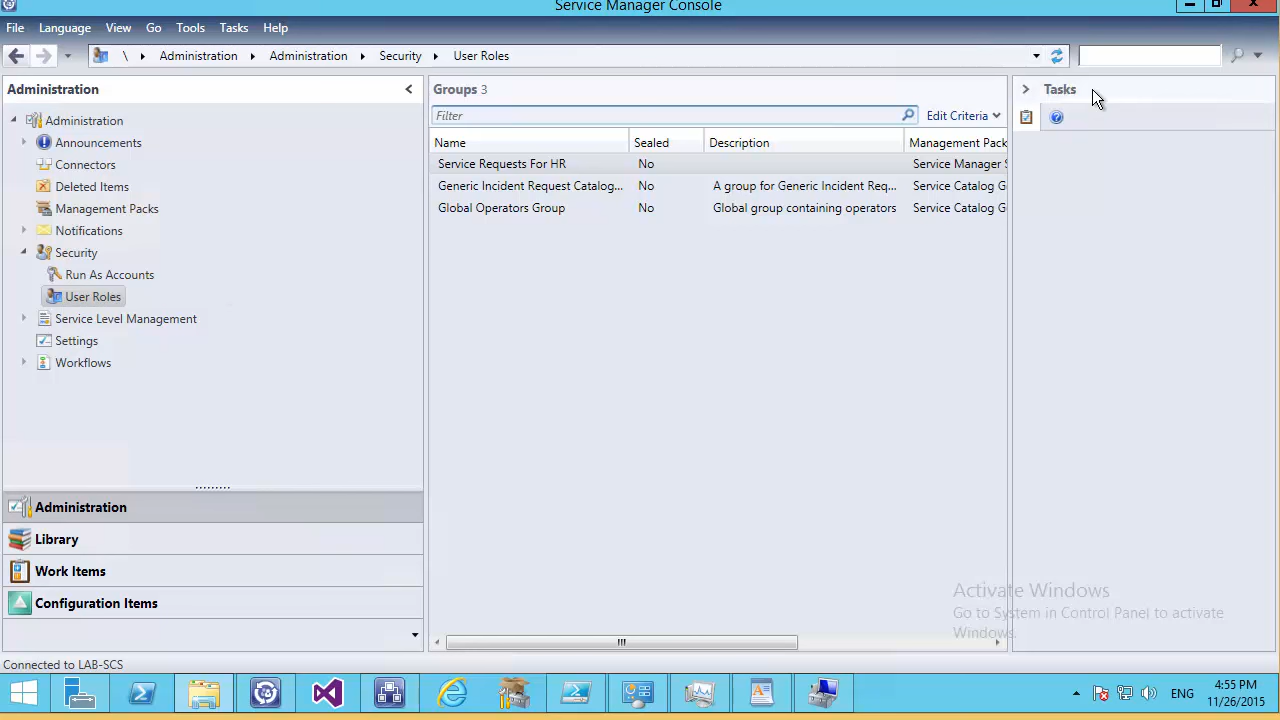 Service Manager Console
File Language View Go Tools Tasks Help
\ Administration Security User Roles
Administration
Administration
Announcements
Connectors
Deleted Items
Management Packs
Notifications
Security
Run As Accounts
User Roles
Service Level Management
Settings
Workflows
Administration
Library
Work Items
Configuration Items
Groups 3
Filter Edit Criteria
Name Sealed Description Management Pack
Service Requests For HR No Service Manager S
Generic Incident Request Catalog... No A group for Generic Incident Req... Service Catalog G
Global Operators Group No Global group containing operators Service Catalog G
Tasks
Activate Windows
Go to System in Control Panel to activate
Windows.
Connected to LAB-SCS
ENG
4:55 PM
11/26/2015